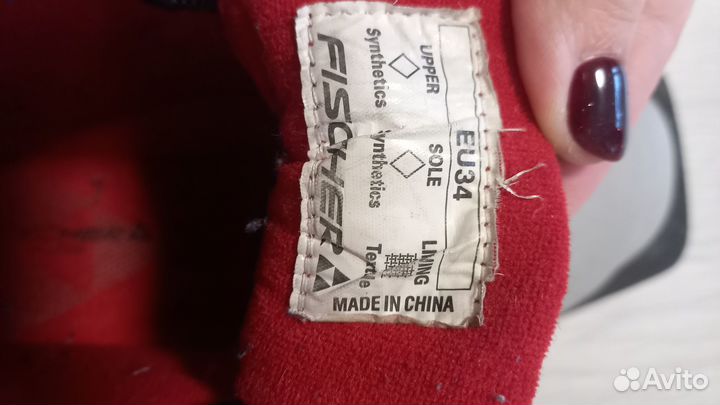 EU34
UPPER
Synthetics
SOLE
Synthetics
LINING
Textile
FISCHER
MADE IN CHINA
Avito